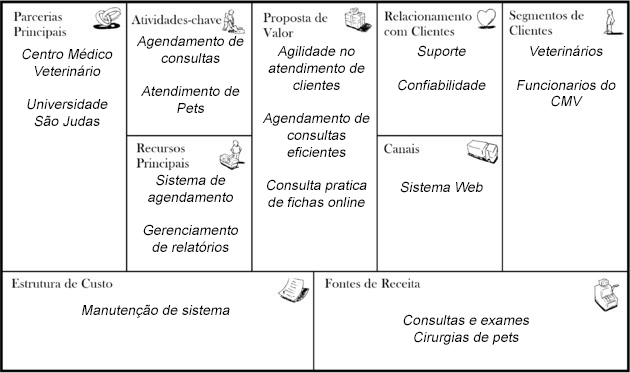 Parcerias
Principais
Centro Médico
Veterinário
Universidade
São Judas
Atividades-chave
Agendamento de
consultas
Atendimento de
Pets
Recursos
Principais
Sistema de
agendamento
Gerenciamento
de relatórios
Proposta de
Valor
Agilidade no
atendimento de
clientes
Agendamento de
consultas
eficientes
Consulta pratica
de fichas online
Relacionamento
com Clientes
Suporte
Confiabilidade
Canais
Sistema Web
Segmentos de
Clientes
Veterinários
Funcionarios do
CMV
Estrutura de Custo
Manutenção de sistema
Fontes de Receita
Consultas e exames
Cirurgias de pets